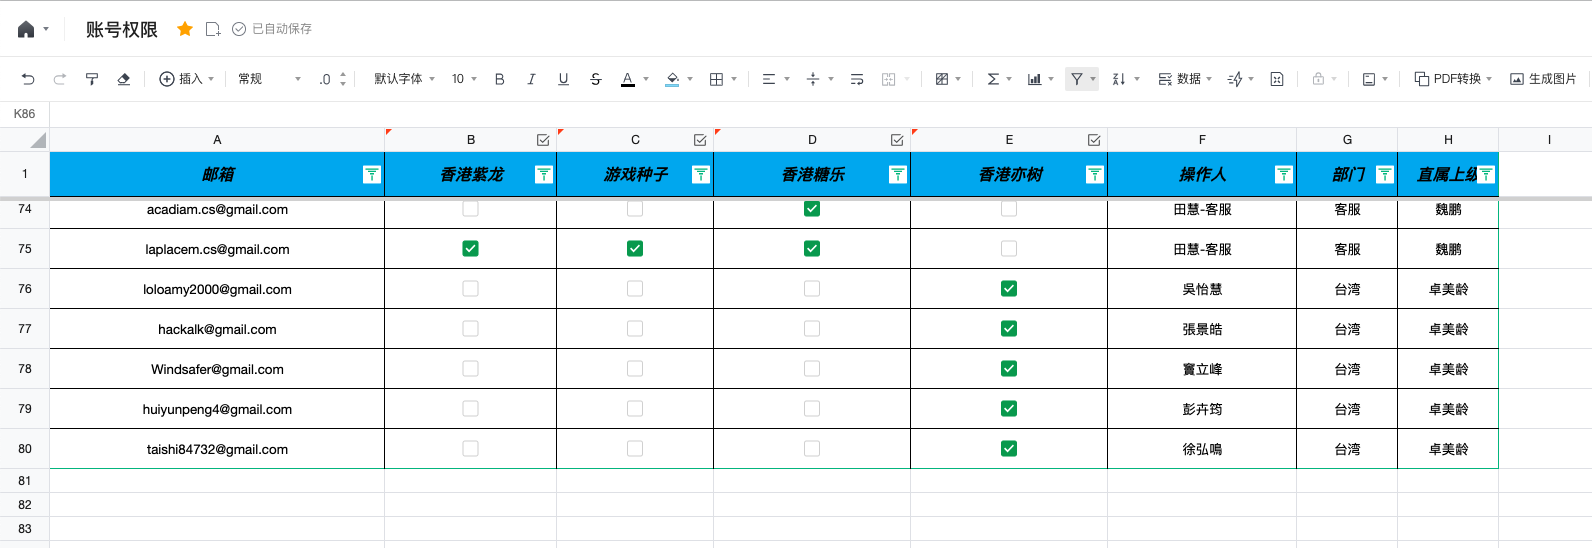 账号权限 已自动保存
插入 常规 .0 默认字体 10 B I U S A 数据 PDF转换 生成图片
K86
A B C D E F G H I
1 邮箱 香港紫龙 游戏种子 香港糖乐 香港亦树 操作人 部门 直属上级
74 acadiam.cs@gmail.com 田慧-客服 客服 魏鹏
75 laplacem.cs@gmail.com 田慧-客服 客服 魏鹏
76 loloamy2000@gmail.com 吳怡慧 台湾 卓美龄
77 hackalk@gmail.com 張景皓 台湾 卓美龄
78 Windsafer@gmail.com 竇立峰 台湾 卓美龄
79 huiyunpeng4@gmail.com 彭卉筠 台湾 卓美龄
80 taishi84732@gmail.com 徐弘鳴 台湾 卓美龄
81
82
83